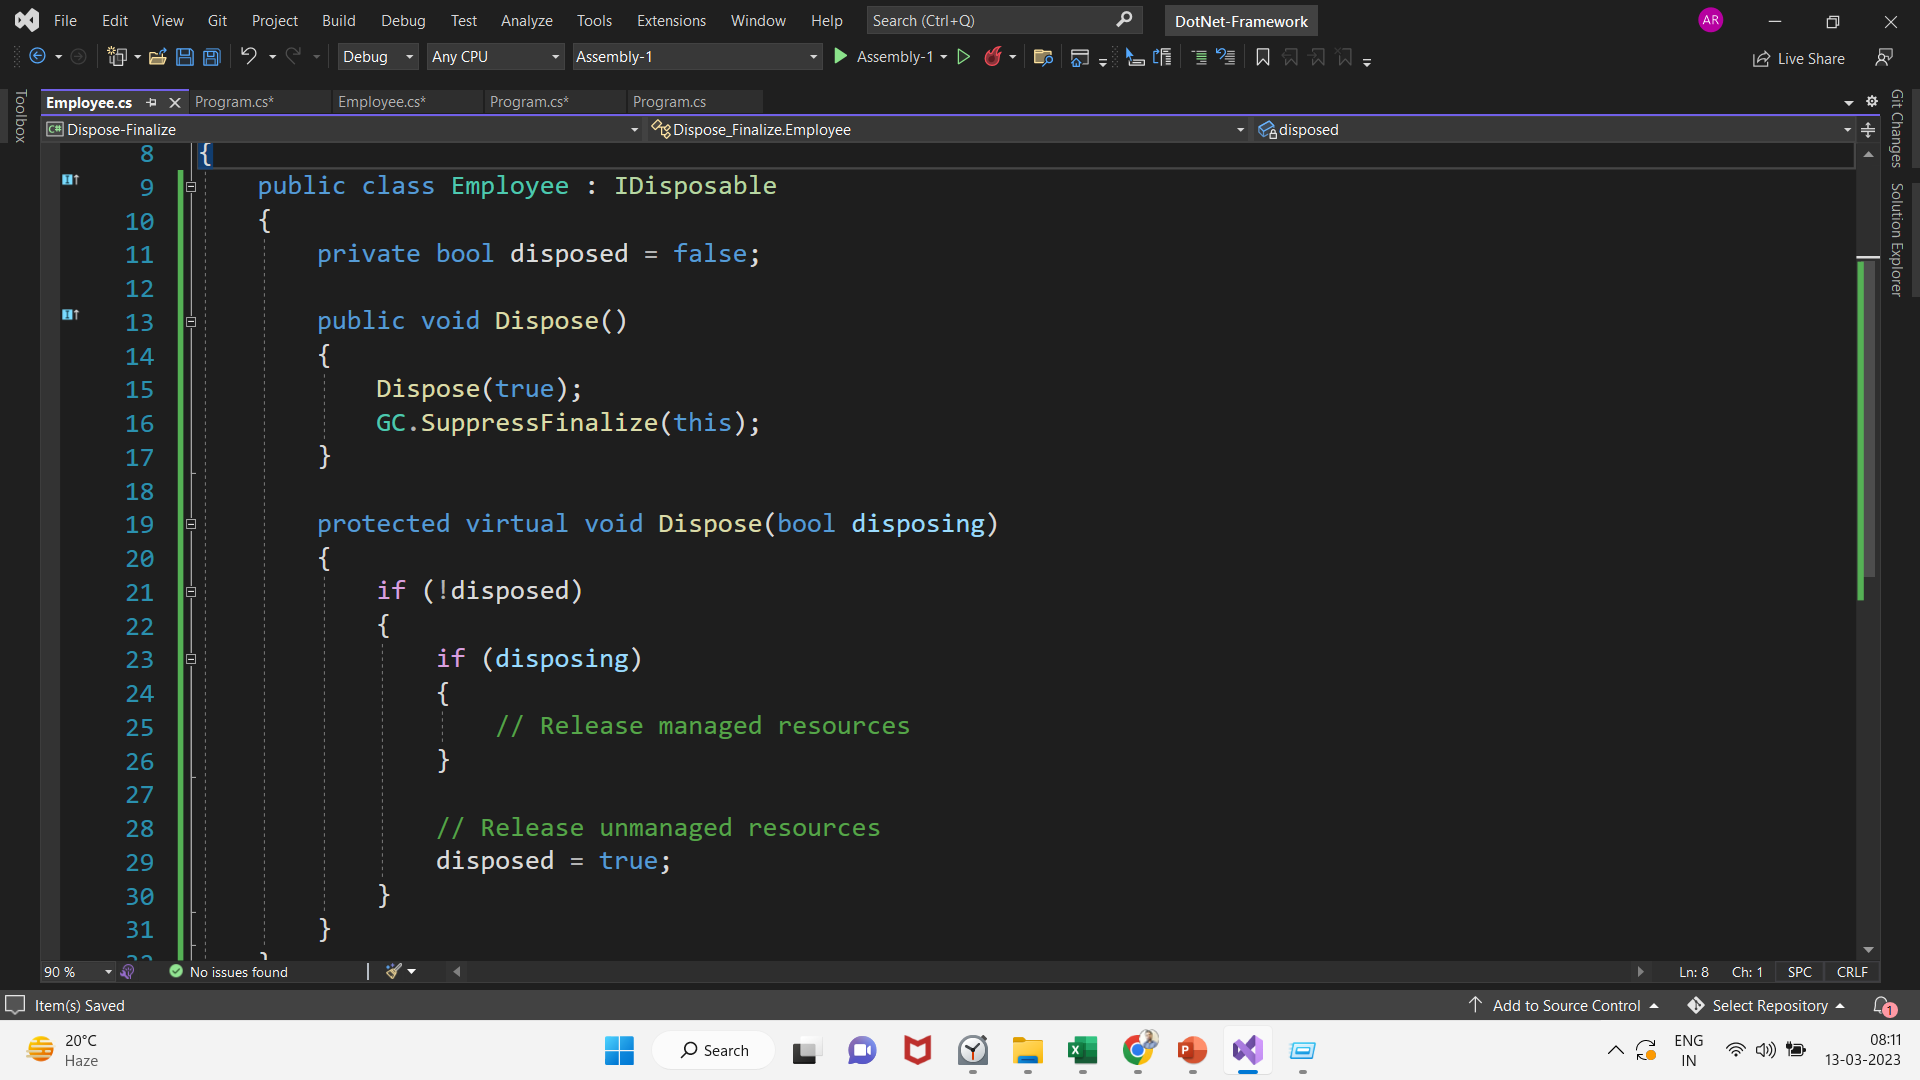 File Edit View Git Project Build Debug Test Analyze Tools Extensions Window Help Search (Ctrl+Q) DotNet-Framework AR
Debug Any CPU Assembly-1 Assembly-1 Live Share
Toolbox
Employee.cs Program.cs* Employee.cs* Program.cs* Program.cs
Git Changes
Solution Explorer
C# Dispose-Finalize Dispose_Finalize.Employee disposed
8 {
9 public class Employee : IDisposable
10 {
11 private bool disposed = false;
12
13 public void Dispose()
14 {
15 Dispose(true);
16 GC.SuppressFinalize(this);
17 }
18
19 protected virtual void Dispose(bool disposing)
20 {
21 if (!disposed)
22 {
23 if (disposing)
24 {
25 // Release managed resources
26 }
27
28 // Release unmanaged resources
29 disposed = true;
30 }
31 }
90 % No issues found Ln: 8 Ch: 1 SPC CRLF
Item(s) Saved Add to Source Control Select Repository 1
20°C
Haze
Search
ENG
IN
08:11
13-03-2023